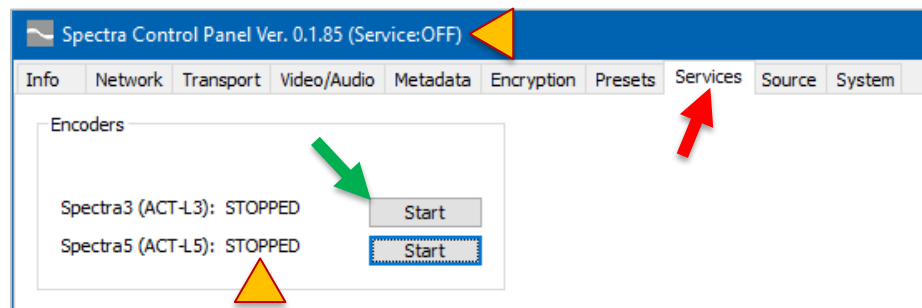 Spectra Control Panel Ver. 0.1.85 (Service:OFF)
Info Network Transport Video/Audio Metadata Encryption Presets Services Source System
Encoders
Spectra3 (ACT-L3): STOPPED Start
Spectra5 (ACT-L5): STOPPED Start